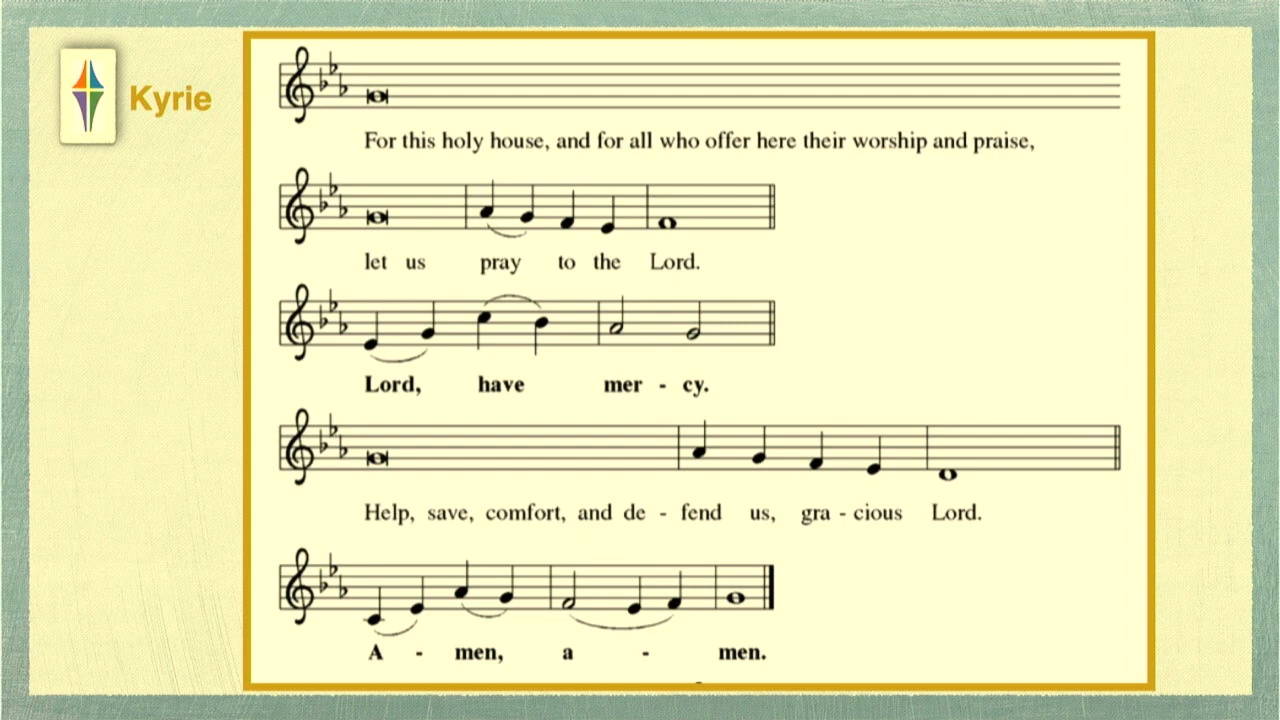 Kyrie
For this holy house, and for all who offer here their worship and praise,
let us pray to the Lord.
Lord, have mer - cy.
Help, save, comfort, and de - fend us, gra - cious Lord.
A - men, a - men.